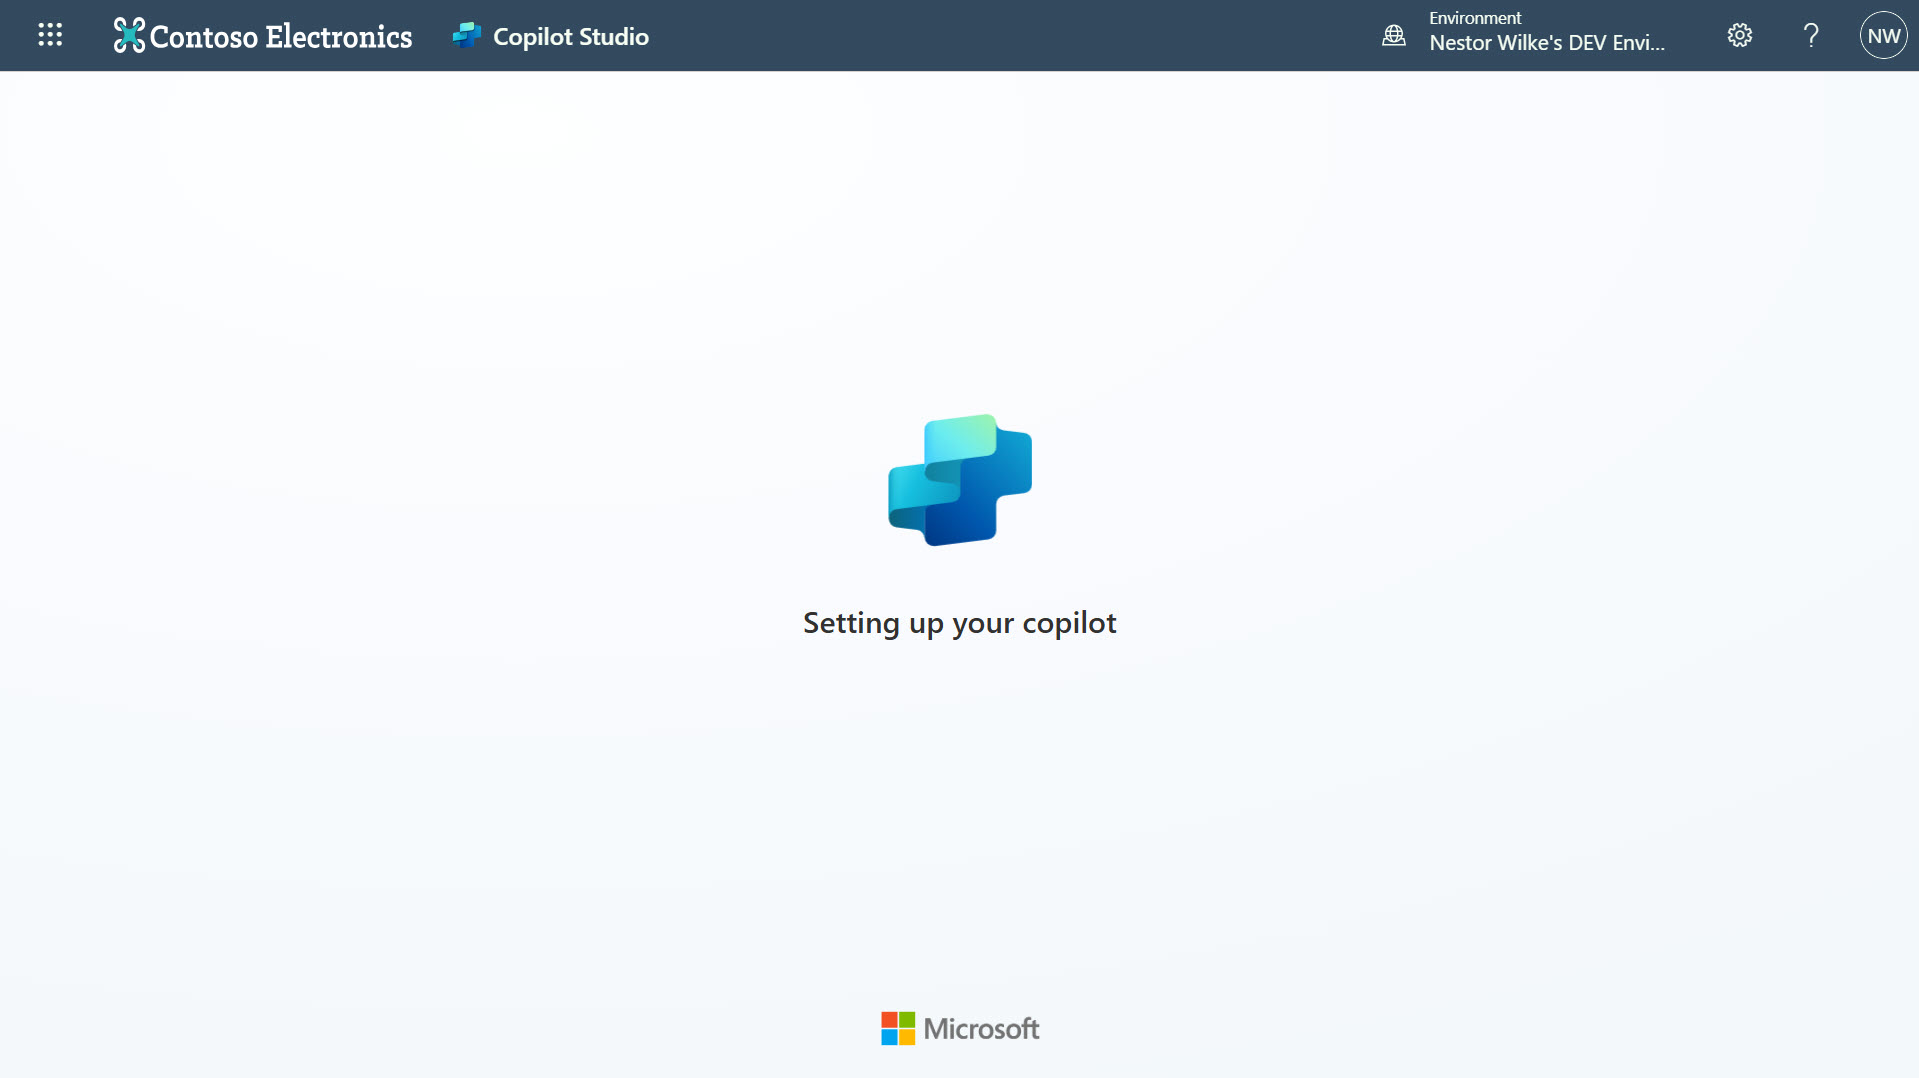 Contoso Electronics
Copilot Studio
Environment
Nestor Wilke's DEV Envi...
?
NW
Setting up your copilot
Microsoft